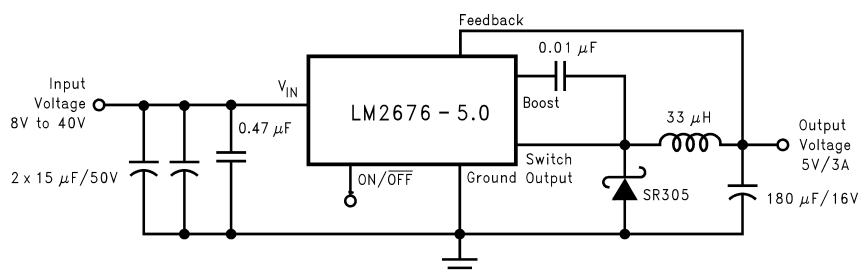 Feedback
0.01 μF
Input
Voltage
8V to 40V
VIN
LM2676 – 5.0
Boost
33 μH
Output
Voltage
5V/3A
0.47 μF
2 x 15 μF/50V
ON/OFF
Ground
Switch
Output
SR305
180 μF/16V